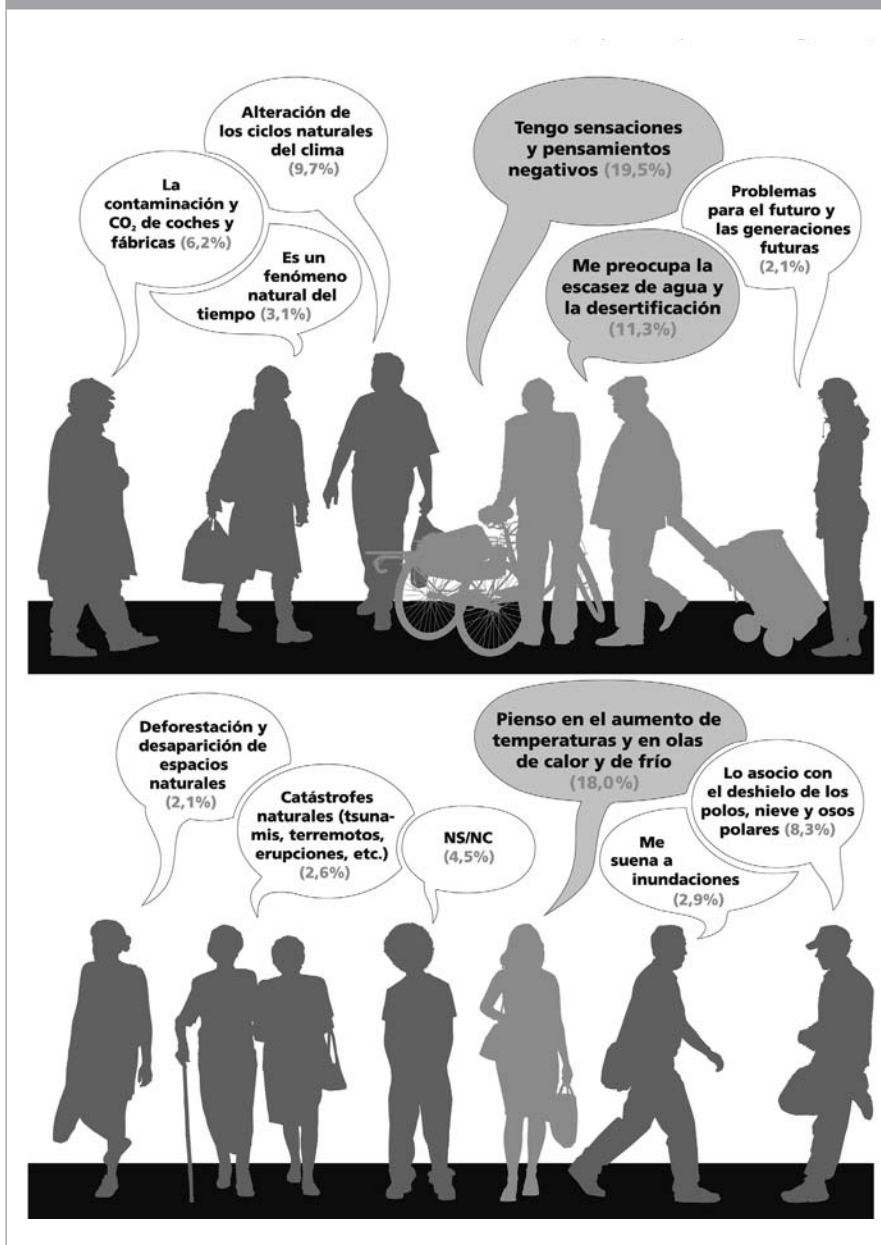 Alteración de
los ciclos naturales
del clima
(9,7%)
La
contaminación y
CO₂ de coches y
fábricas (6,2%)
Es un
fenómeno
natural del
tiempo (3,1%)
Tengo sensaciones
y pensamientos
negativos (19,5%)
Me preocupa la
escasez de agua y
la desertificación
(11,3%)
Problemas
para el futuro y
las generaciones
futuras
(2,1%)
Deforestación y
desaparición de
espacios
naturales
(2,1%)
Catástrofes
naturales (tsuna-
mis, terremotos,
erupciones, etc.)
(2,6%)
NS/NC
(4,5%)
Pienso en el aumento de
temperaturas y en olas
de calor y de frío
(18,0%)
Me
suena a
inundaciones
(2,9%)
Lo asocio con
el deshielo de los
polos, nieve y osos
polares (8,3%)